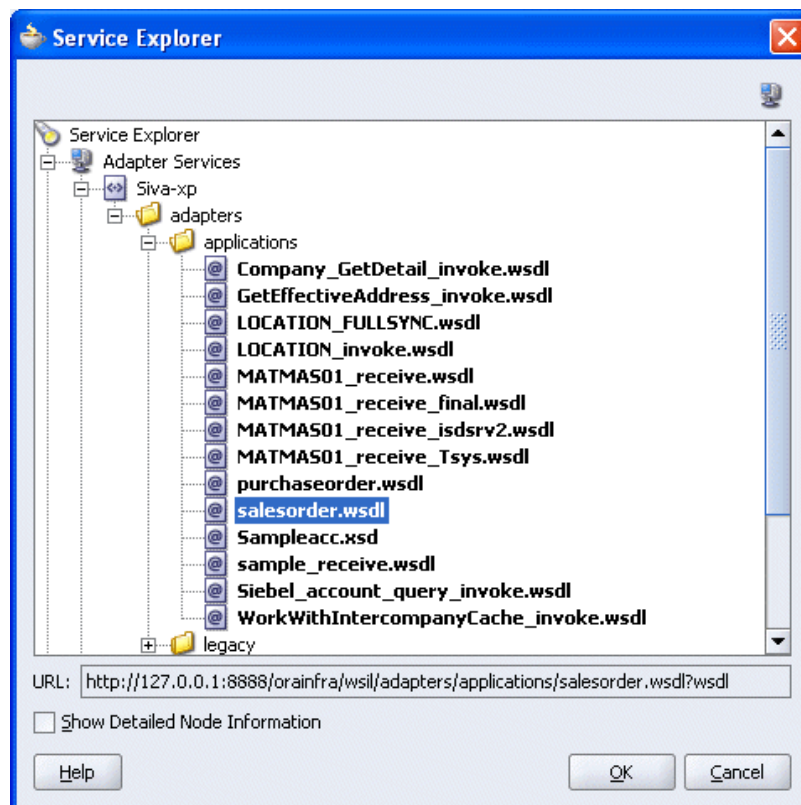 Service Explorer
Service Explorer
Adapter Services
Siva-xp
adapters
applications
Company_GetDetail_invoke.wsdl
GetEffectiveAddress_invoke.wsdl
LOCATION_FULLSYNC.wsdl
LOCATION_invoke.wsdl
MATMAS01_receive.wsdl
MATMAS01_receive_final.wsdl
MATMAS01_receive_isdsrv2.wsdl
MATMAS01_receive_Tsys.wsdl
purchaseorder.wsdl
salesorder.wsdl
Sampleacc.xsd
sample_receive.wsdl
Siebel_account_query_invoke.wsdl
WorkWithIntercompanyCache_invoke.wsdl
legacy
URL: http://127.0.0.1:8888/orainfra/wsil/adapters/applications/salesorder.wsdl?wsdl
Show Detailed Node Information
Help OK Cancel